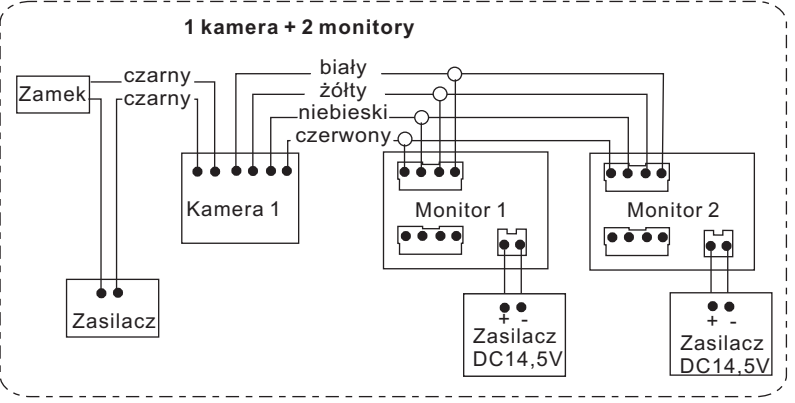 1 kamera + 2 monitory
biały
czarny
żółty
Zamek
czarny
niebieski
czerwony
Kamera 1
Monitor 1
Monitor 2
Zasilacz
+ -
Zasilacz
DC14,5V
+ -
Zasilacz
DC14,5V